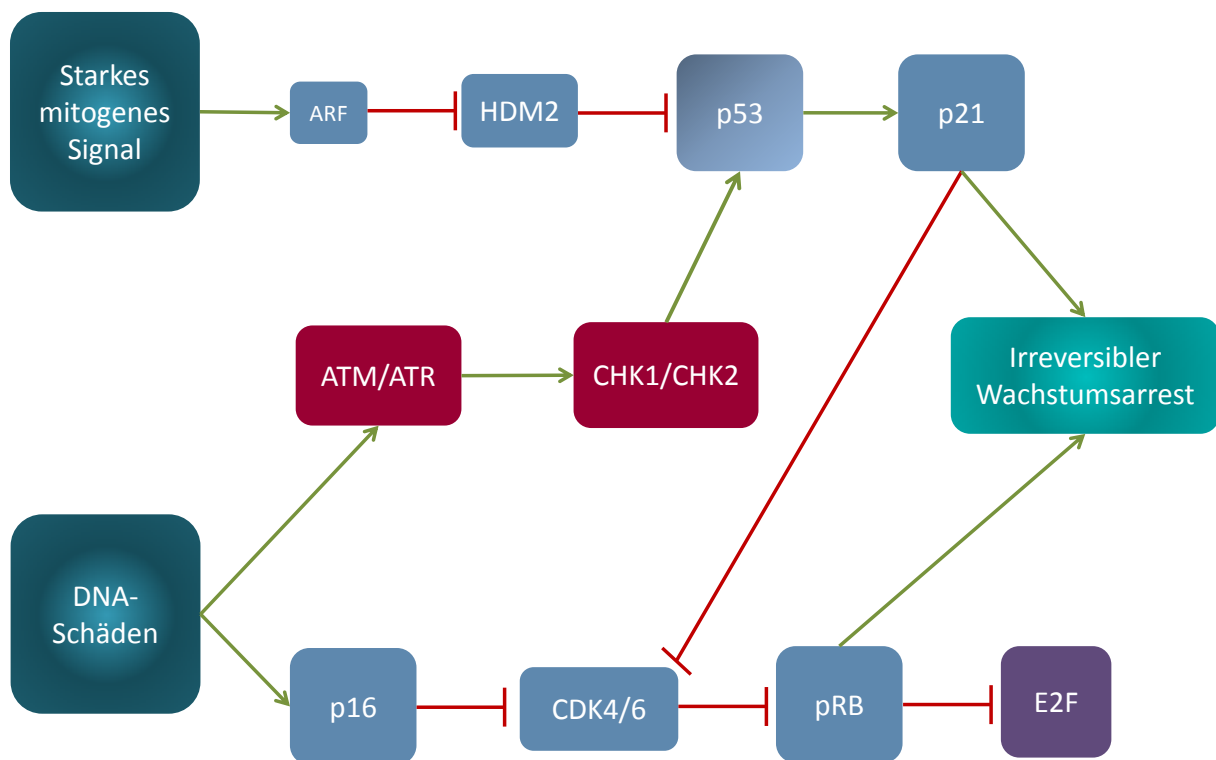 Starkes
mitogenes
Signal
ARF
HDM2
p53
p21
ATM/ATR
CHK1/CHK2
Irreversibler
Wachstumsarrest
DNA-
Schäden
p16
CDK4/6
pRB
E2F